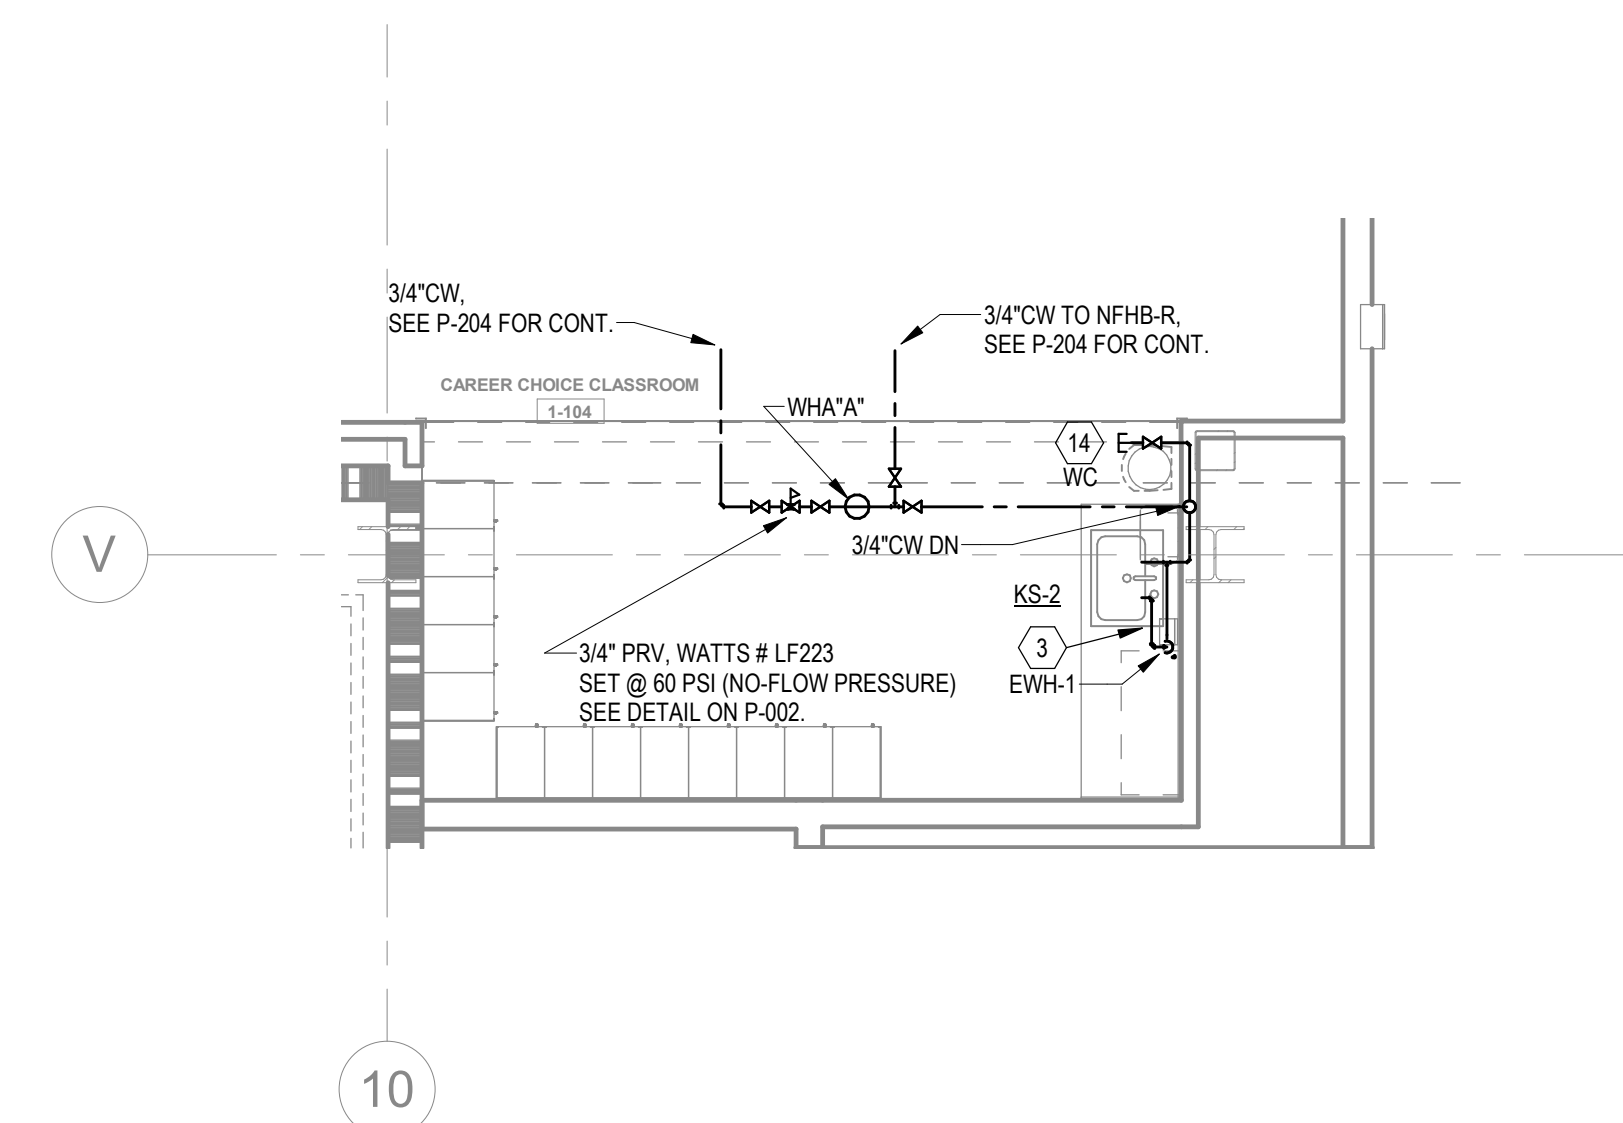 3/4"CW,
SEE P-204 FOR CONT.
3/4"CW TO NFHB-R,
SEE P-204 FOR CONT.
CAREER CHOICE CLASSROOM
1-104
WHA"A"
14
E
WC
V
3/4"CW DN
KS-2
3
EWH-1
3/4" PRV, WATTS # LF223
SET @ 60 PSI (NO-FLOW PRESSURE)
SEE DETAIL ON P-002.
10